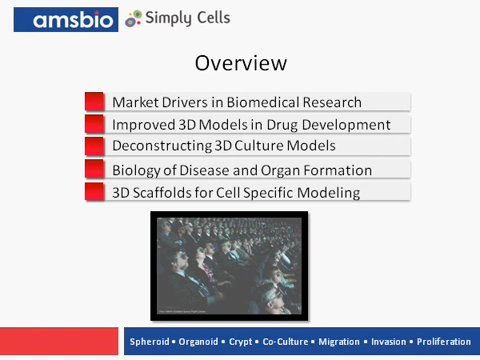 amsbio Simply Cells
Overview
Market Drivers in Biomedical Research
Improved 3D Models in Drug Development
Deconstructing 3D Culture Models
Biology of Disease and Organ Formation
3D Scaffolds for Cell Specific Modeling
Spheroid • Organoid • Crypt • Co-Culture • Migration • Invasion • Proliferation